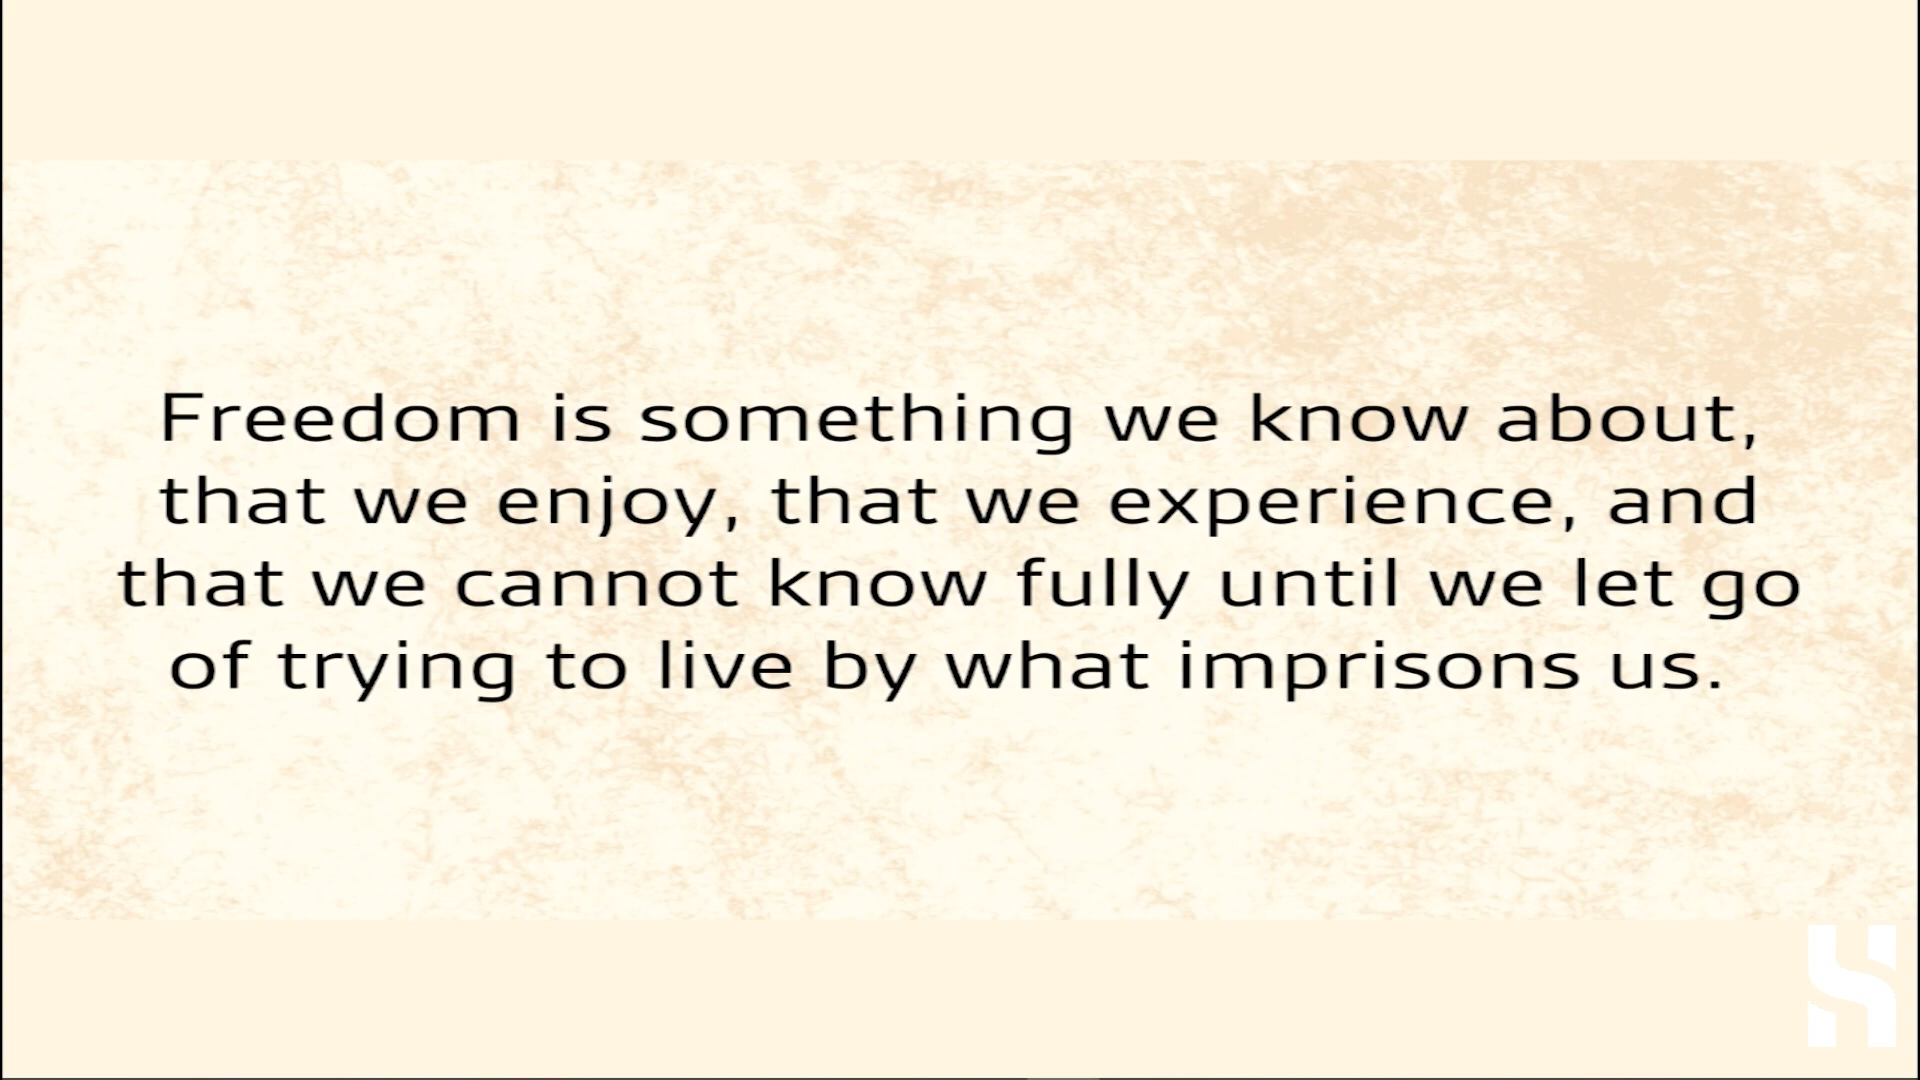 Freedom is something we know about,
that we enjoy, that we experience, and
that we cannot know fully until we let go
of trying to live by what imprisons us.